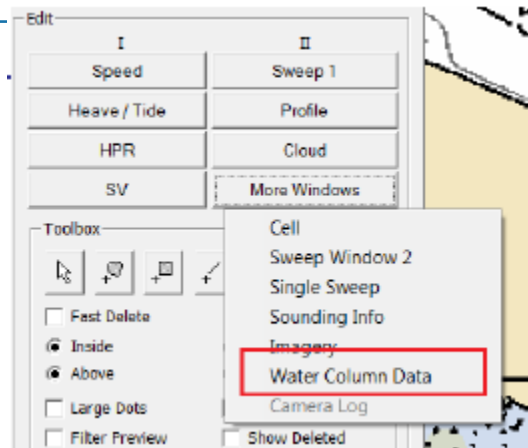 Edit
I II
Speed Sweep 1
Heave / Tide Profile
HPR Cloud
SV More Windows
Toolbox
Cell
Sweep Window 2
Single Sweep
Sounding Info
Imagery
Fast Delete
Inside
Above
Water Column Data
Large Dots
Camera Log
Filter Preview Show Deleted